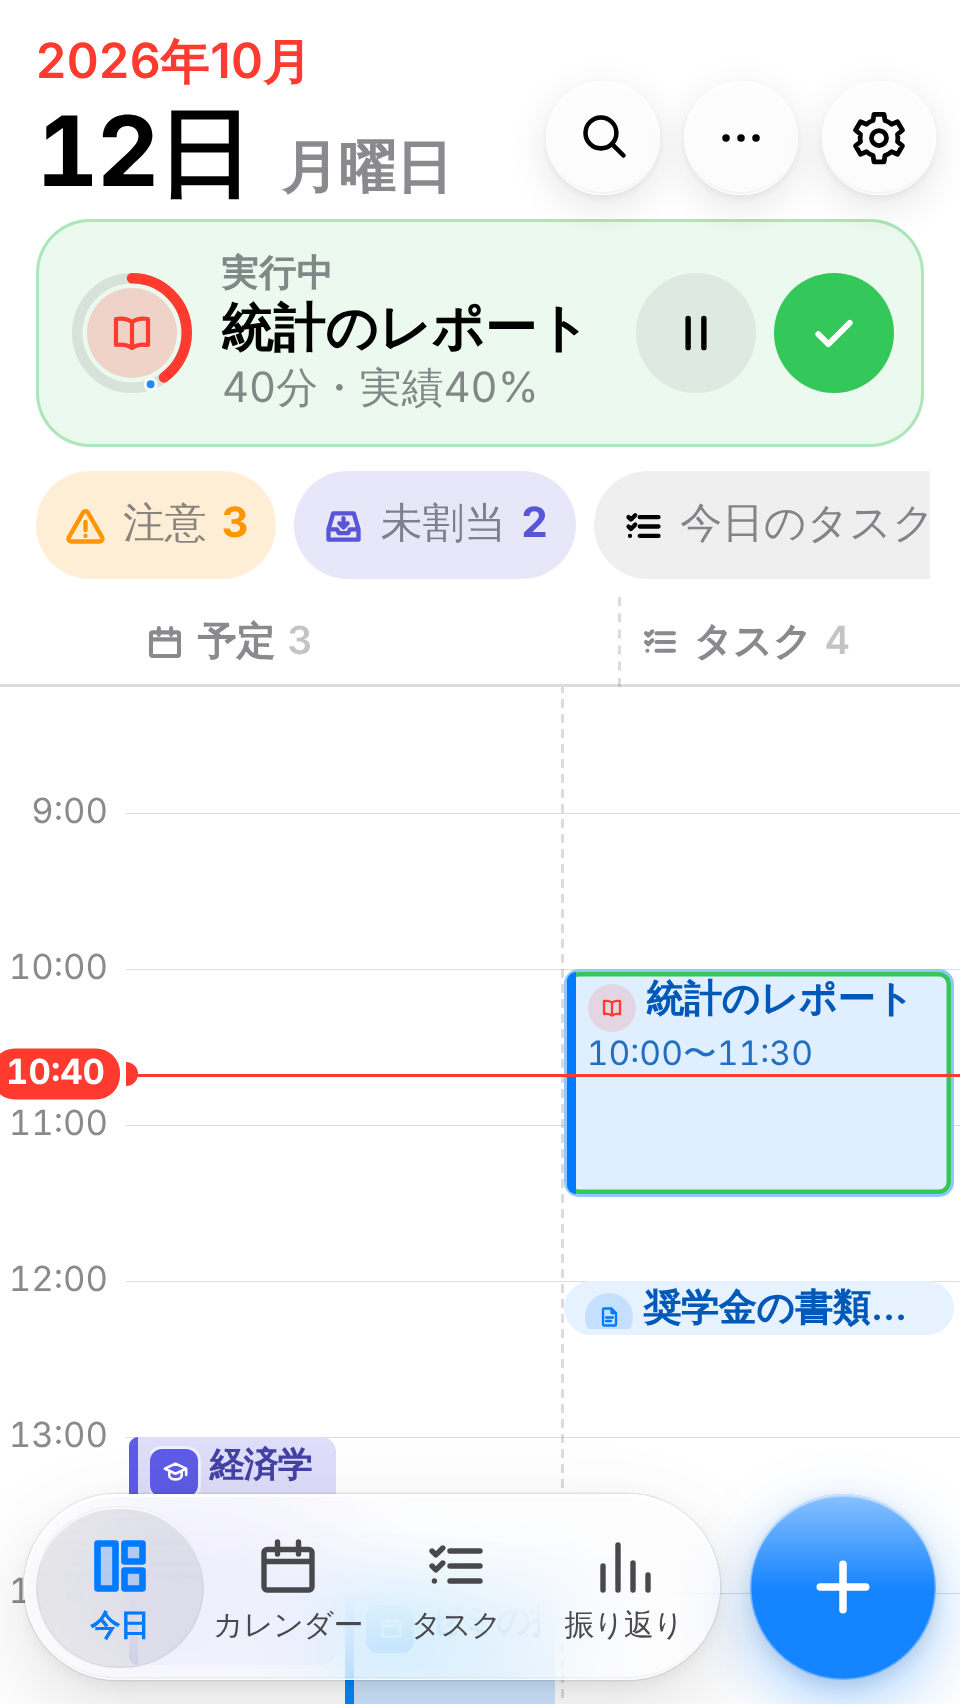 2026年10月
12日 月曜日
実行中
統計のレポート
40分・実績40%
注意 3
未割当 2
今日のタスク
予定 3
タスク 4
9:00
10:00
統計のレポート
10:00〜11:30
10:40
11:00
12:00
奨学金の書類…
13:00
経済学
今日
カレンダー
タスク
振り返り